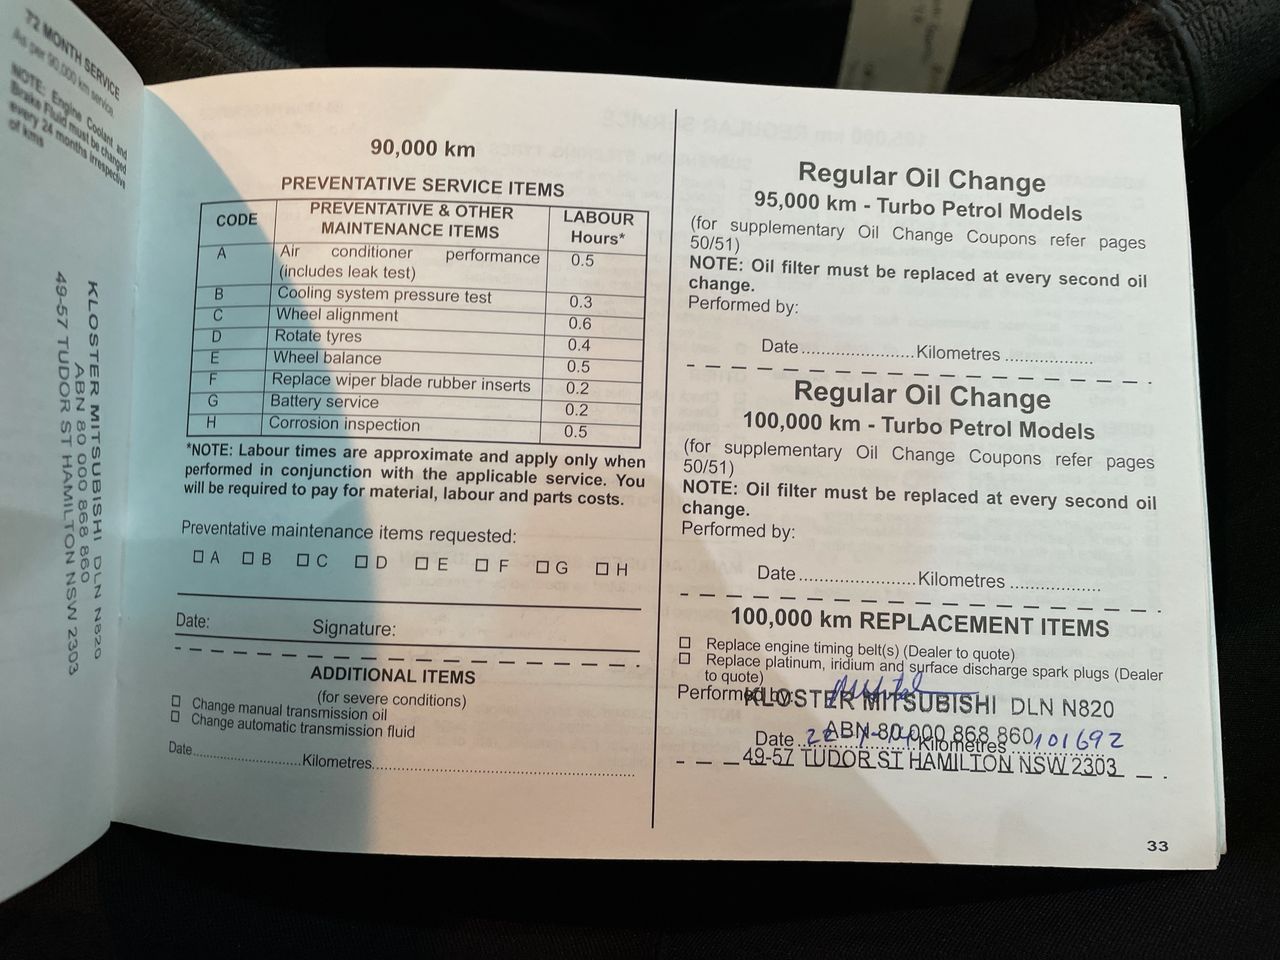 72 MONTH SERVICE
As per 90,000 km service.
NOTE: Engine Coolant and
Brake Fluid must be changed
every 24 months irrespective
of kms
KLOSTER MITSUBISHI DLN N820
ABN 80 000 868 860
49-57 TUDOR ST HAMILTON NSW 2303
90,000 km
PREVENTATIVE SERVICE ITEMS
CODE PREVENTATIVE & OTHER MAINTENANCE ITEMS LABOUR Hours*
A Air conditioner performance (includes leak test) 0.5
B Cooling system pressure test 0.3
C Wheel alignment 0.6
D Rotate tyres 0.4
E Wheel balance 0.5
F Replace wiper blade rubber inserts 0.2
G Battery service 0.2
H Corrosion inspection 0.5
*NOTE: Labour times are approximate and apply only when
performed in conjunction with the applicable service. You
will be required to pay for material, labour and parts costs.
Preventative maintenance items requested:
A B C D E F G H
Date: Signature:
ADDITIONAL ITEMS
(for severe conditions)
Change manual transmission oil
Change automatic transmission fluid
Date..............................Kilometres..............................
Regular Oil Change
95,000 km - Turbo Petrol Models
(for supplementary Oil Change Coupons refer pages
50/51)
NOTE: Oil filter must be replaced at every second oil
change.
Performed by:
Date.........................Kilometres ....................
Regular Oil Change
100,000 km - Turbo Petrol Models
(for supplementary Oil Change Coupons refer pages
50/51)
NOTE: Oil filter must be replaced at every second oil
change.
Performed by:
Date.........................Kilometres ....................
100,000 km REPLACEMENT ITEMS
Replace engine timing belt(s) (Dealer to quote)
Replace platinum, iridium and surface discharge spark plugs (Dealer
to quote)
Performed by:
KLOSTER MITSUBISHI DLN N820
ABN 80 000 868 860
Date Kilometres 101692
49-57 TUDOR ST HAMILTON NSW 2303
33